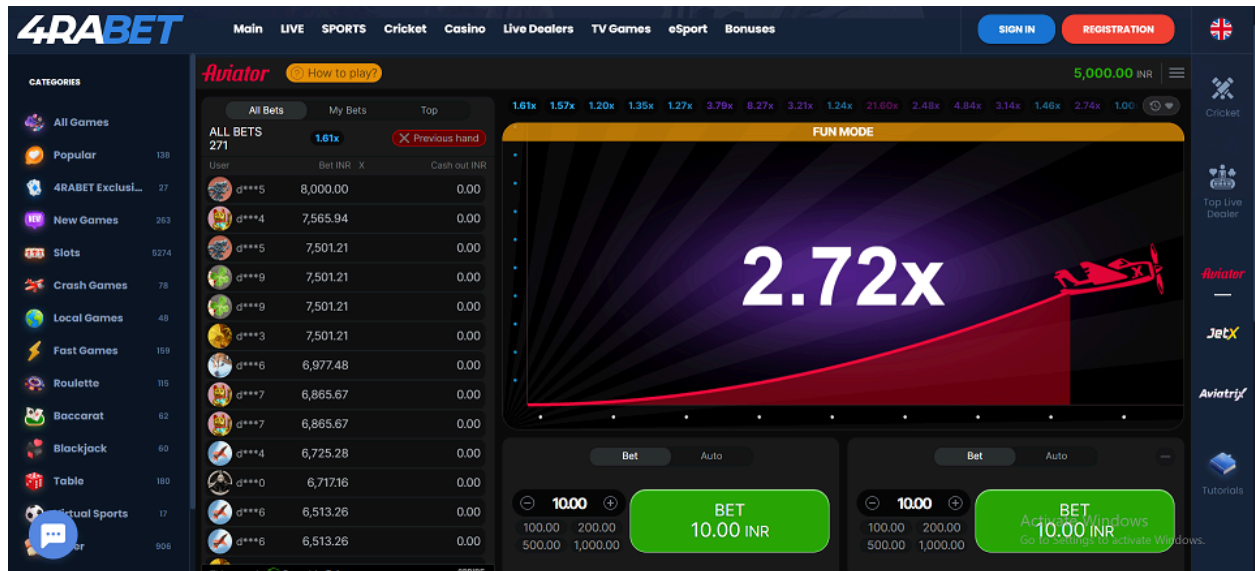 4RABET
Main LIVE SPORTS Cricket Casino Live Dealers TV Games eSport Bonuses
SIGN IN REGISTRATION
CATEGORIES
All Games
Popular 138
4RABET Exclusi... 27
New Games 263
Slots 5274
Crash Games 78
Local Games 48
Fast Games 159
Roulette 115
Baccarat 62
Blackjack 60
Table 180
Virtual Sports 17
906
Aviator ? How to play?
5,000.00 INR
All Bets My Bets Top
ALL BETS
271
1.61x
Previous hand
User Bet INR X Cash out INR
d***5 8,000.00 0.00
d***4 7,565.94 0.00
d***5 7,501.21 0.00
d***9 7,501.21 0.00
d***9 7,501.21 0.00
d***3 7,501.21 0.00
d***6 6,977.48 0.00
d***7 6,865.67 0.00
d***7 6,865.67 0.00
d***4 6,725.28 0.00
d***0 6,717.16 0.00
d***6 6,513.26 0.00
d***6 6,513.26 0.00
1.61x 1.57x 1.20x 1.35x 1.27x 3.79x 8.27x 3.21x 1.24x 21.60x 2.48x 4.84x 3.14x 1.46x 2.74x 1.00
FUN MODE
2.72x
Bet Auto
10.00
100.00 200.00
500.00 1,000.00
BET
10.00 INR
Bet Auto
10.00
100.00 200.00
500.00 1,000.00
BET
10.00 INR
Activate Windows
Go to Settings to activate Windows.
Cricket
Top Live
Dealer
Aviator
JetX
Aviatrix
Tutorials